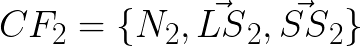 $CF_2 = \{N_2, \vec{LS}_2, \vec{SS}_2\}$